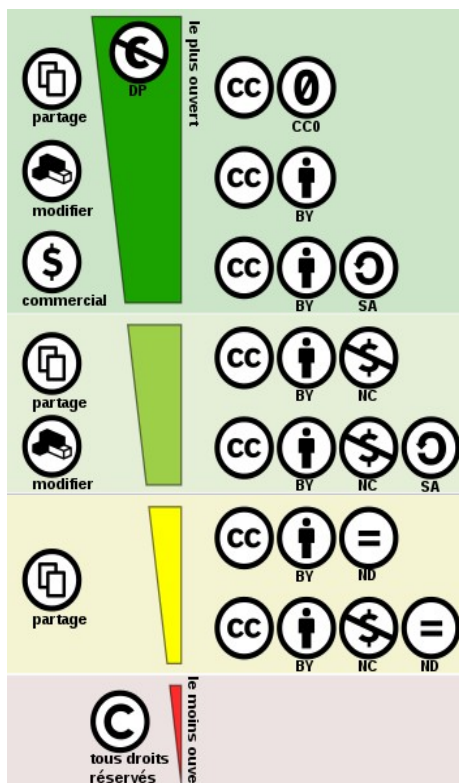 le plus ouvert
DP
partage
cc 0
CC0
modifier
cc
BY
$
commercial
cc
BY SA
partage
cc $
BY NC
modifier
cc $
BY NC SA
partage
cc =
BY ND
cc $ =
BY NC ND
C
tous droits
réservés
le moins ouve